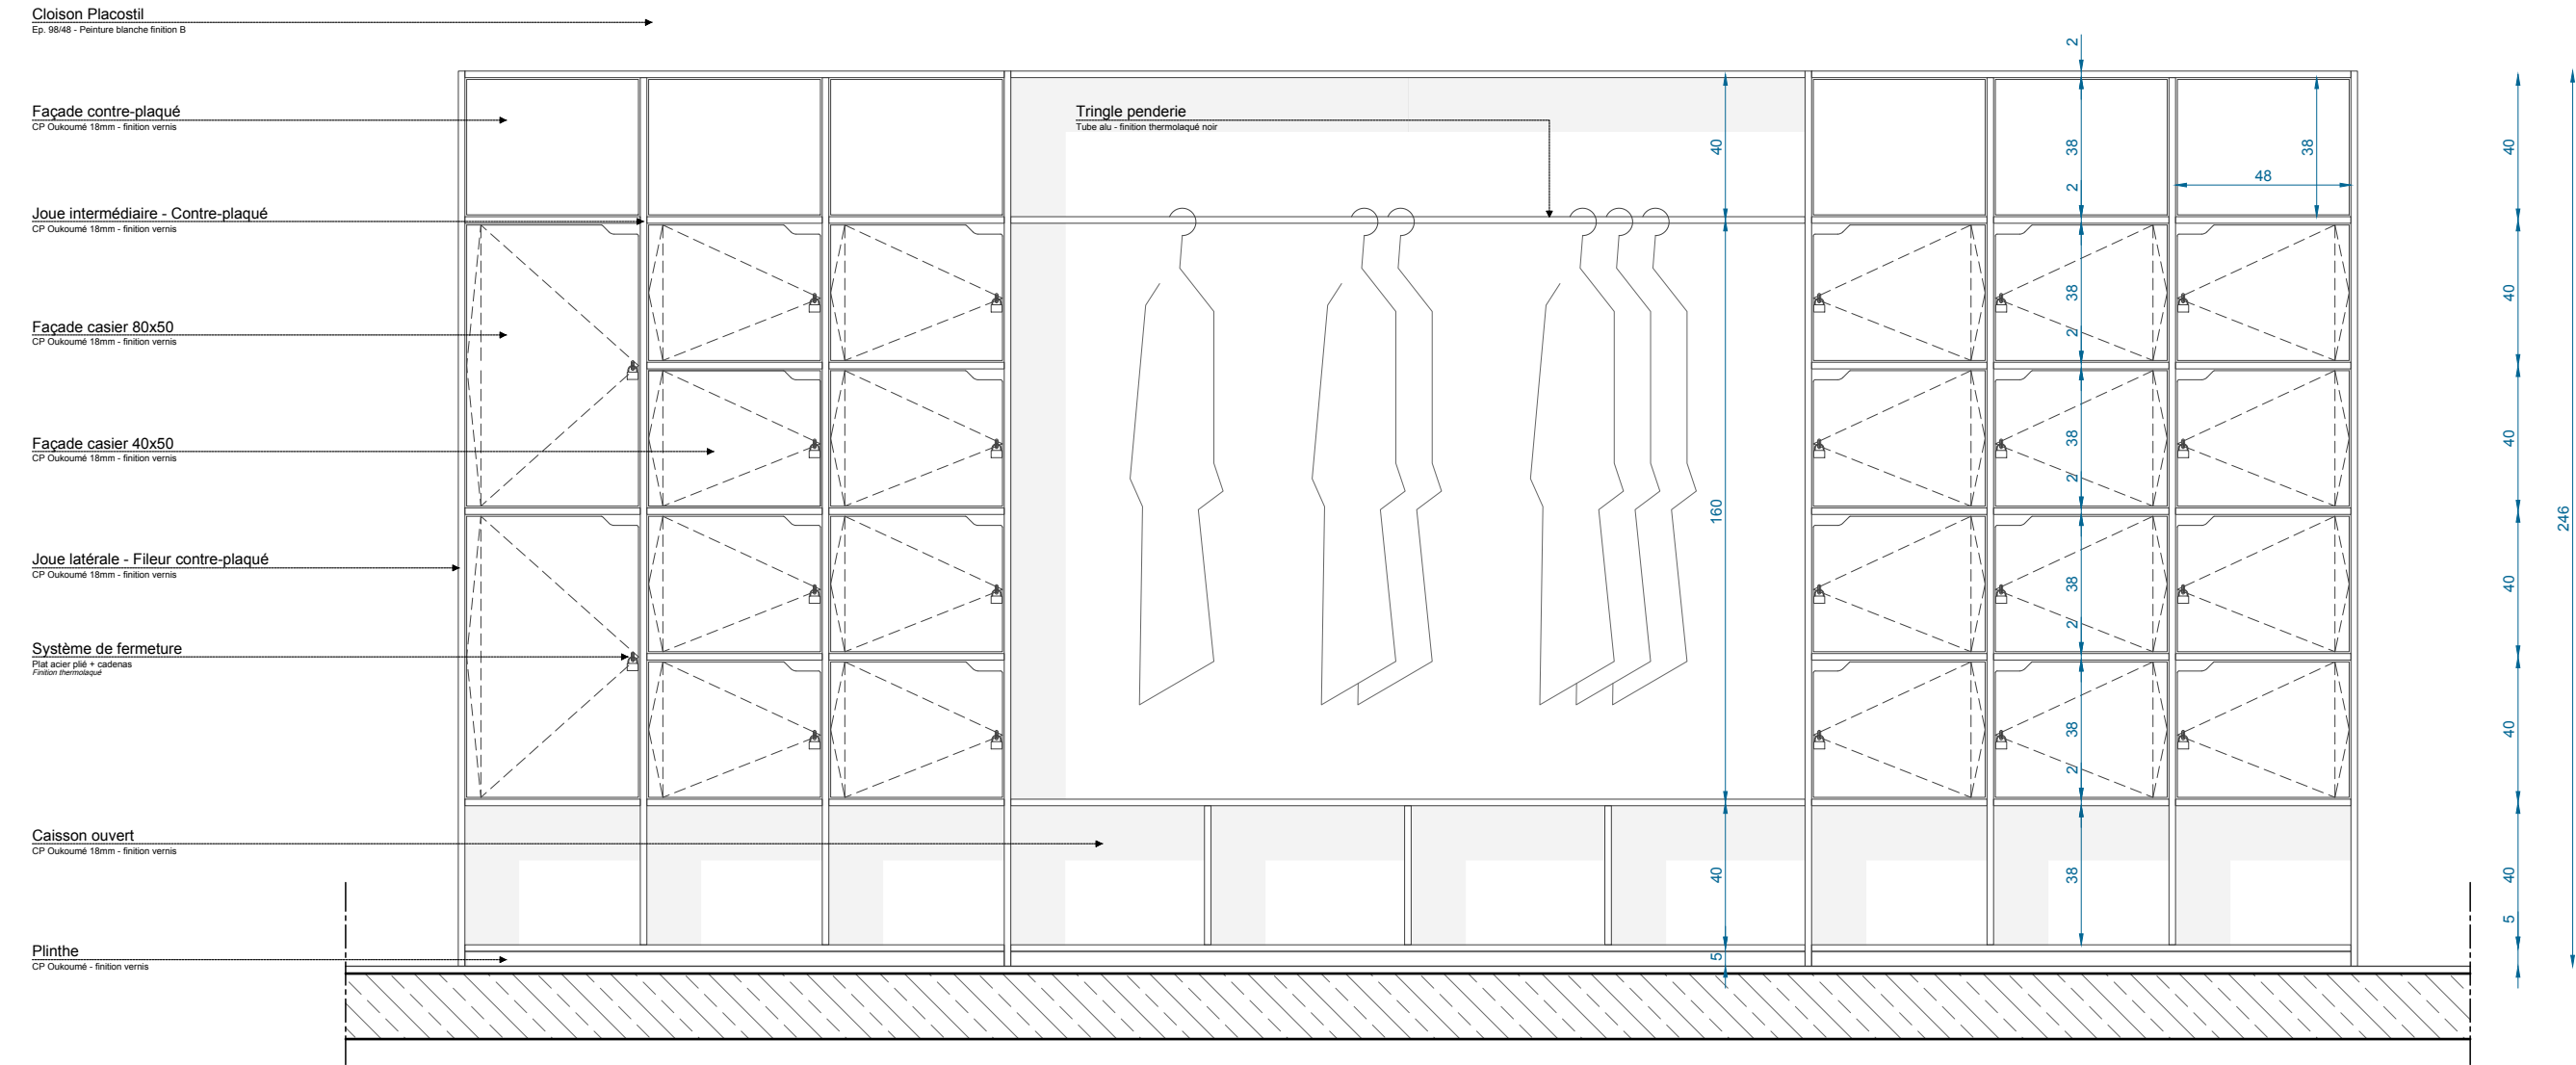 Cloison Placostil
Ep. 98/48 - Peinture blanche finition B
Façade contre-plaqué
CP Oukoumé 18mm - finition vernis
Tringle penderie
Tube alu - finition thermolaqué noir
Joue intermédiaire - Contre-plaqué
CP Oukoumé 18mm - finition vernis
Façade casier 80x50
CP Oukoumé 18mm - finition vernis
Façade casier 40x50
CP Oukoumé 18mm - finition vernis
Joue latérale - Fileur contre-plaqué
CP Oukoumé 18mm - finition vernis
Système de fermeture
Plat acier plié + cadenas
Finition thermolaqué
Caisson ouvert
CP Oukoumé 18mm - finition vernis
Plinthe
CP Oukoumé - finition vernis
40
160
40
5
2
38
2
38
2
38
2
38
2
38
2
38
48
38
40
40
40
40
40
40
5
246